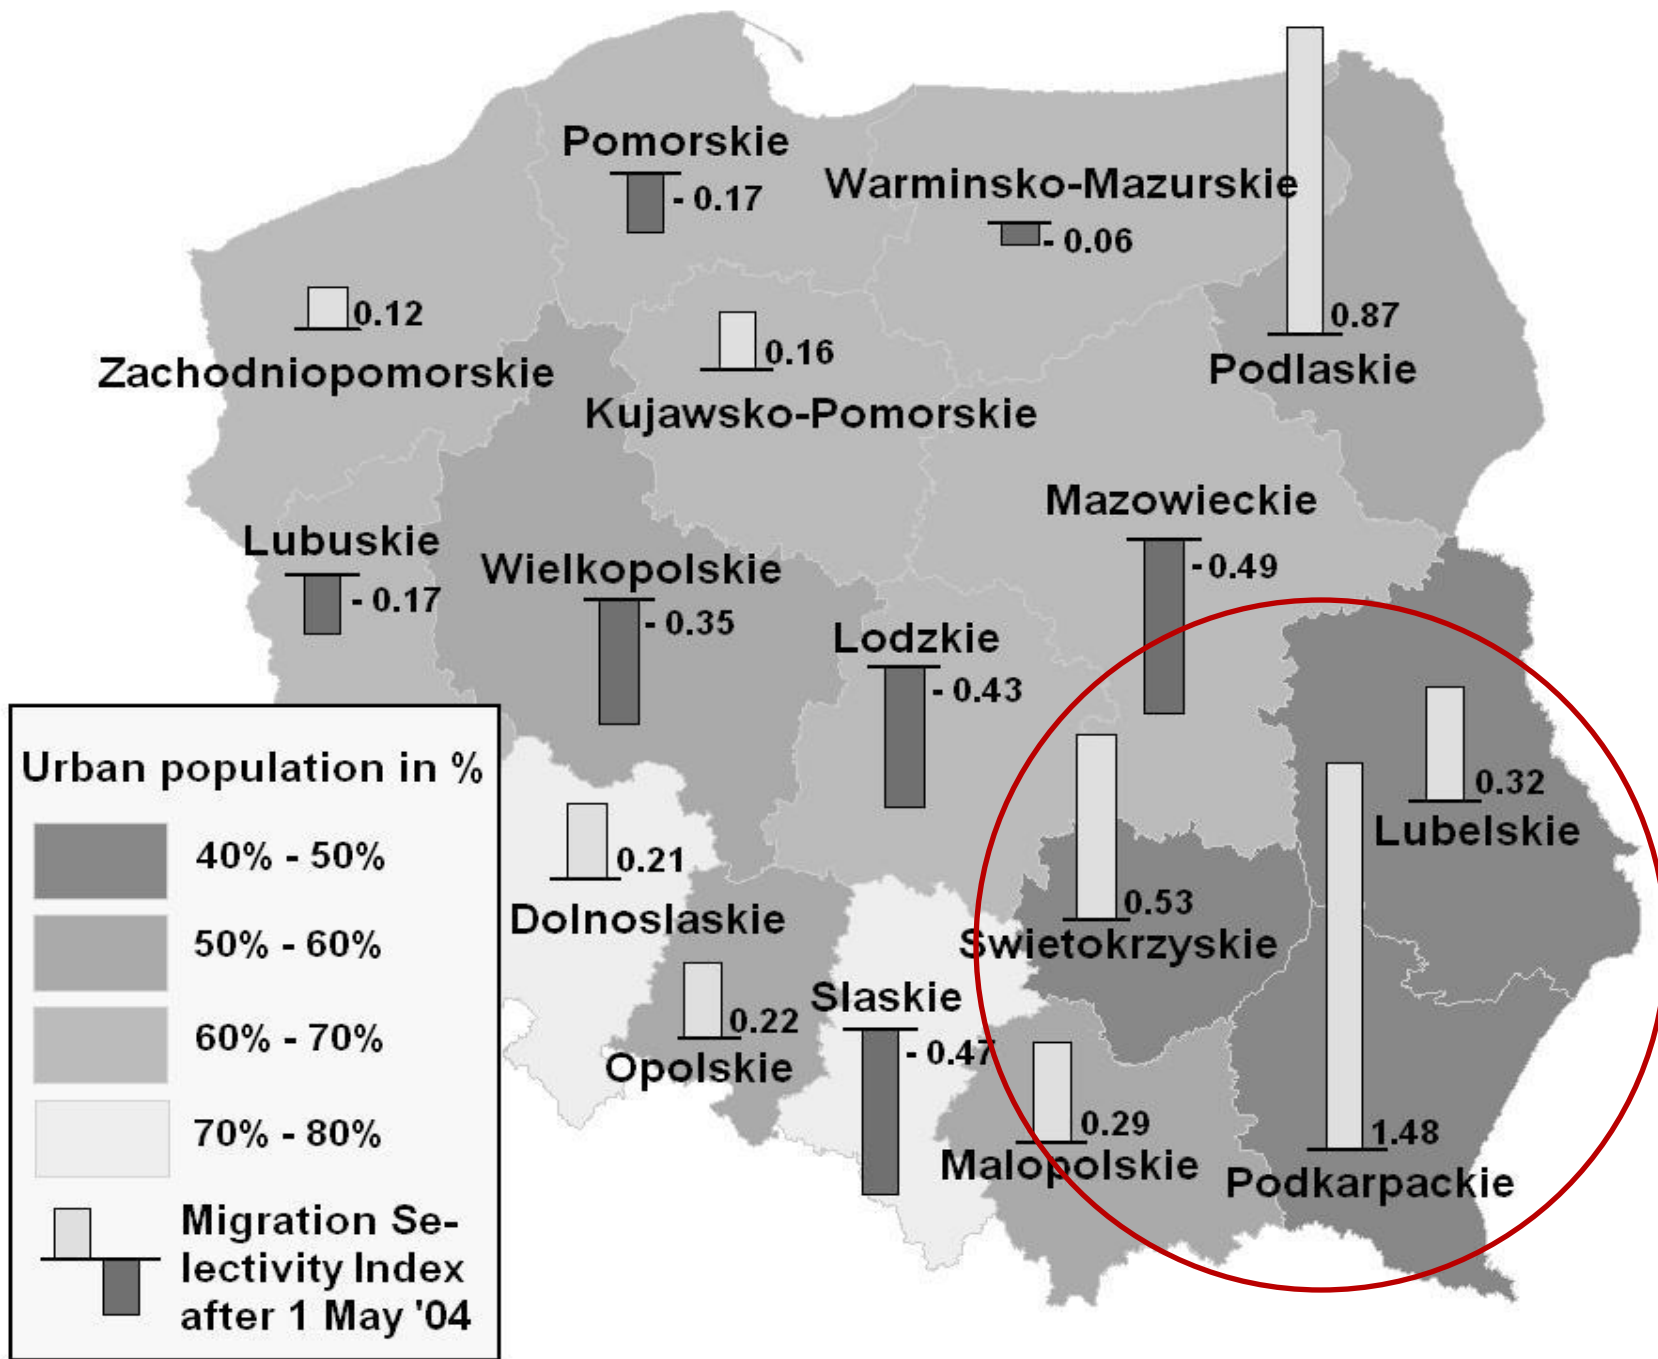 Pomorskie
- 0.17
Warminsko-Mazurskie
- 0.06
0.87
Podlaskie
0.12
Zachodniopomorskie
0.16
Kujawsko-Pomorskie
Mazowieckie
- 0.49
Lubuskie
- 0.17
Wielkopolskie
- 0.35
Lodzkie
- 0.43
0.32
Lubelskie
0.53
Swietokrzyskie
0.21
Dolnoslaskie
0.22
Opolskie
Slaskie
- 0.47
0.29
Malopolskie
1.48
Podkarpackie
Urban population in %
40% - 50%
50% - 60%
60% - 70%
70% - 80%
Migration Se-
lectivity Index
after 1 May '04